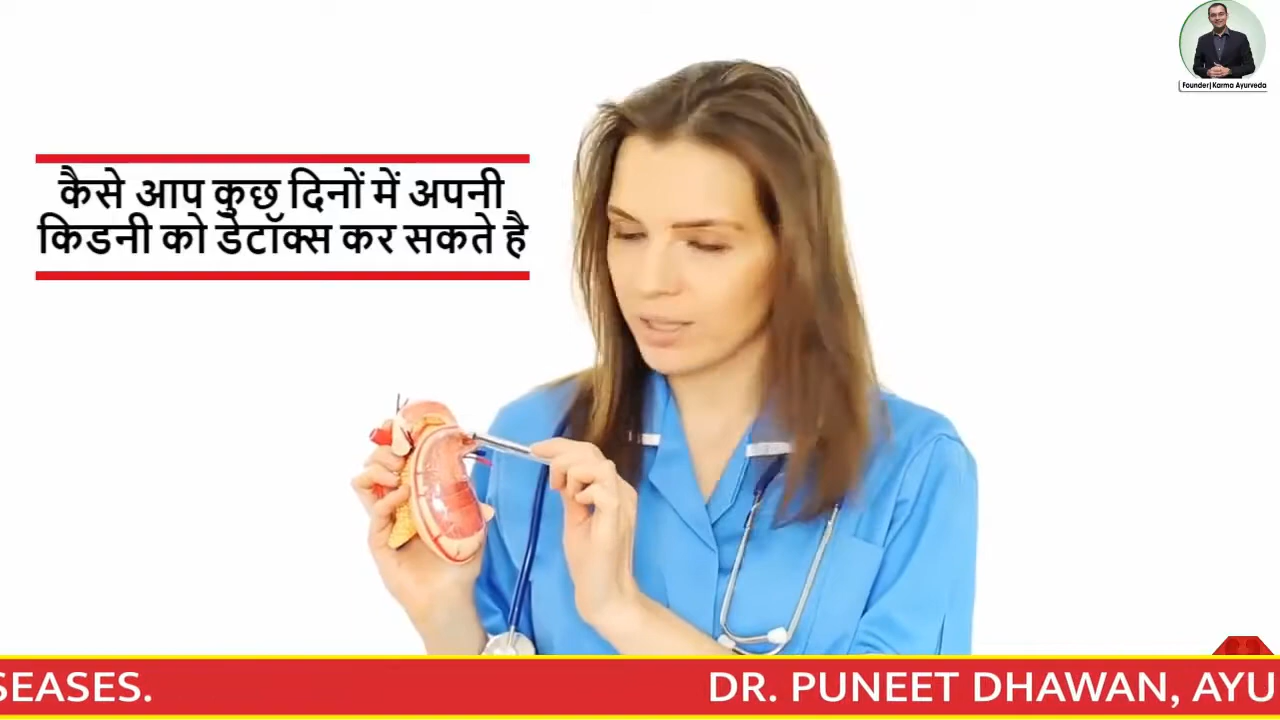 Founder|Karma Ayurveda
कैसे आप कुछ दिनों में अपनी
किडनी को डेटॉक्स कर सकते है
SEASES. DR. PUNEET DHAWAN, AYU